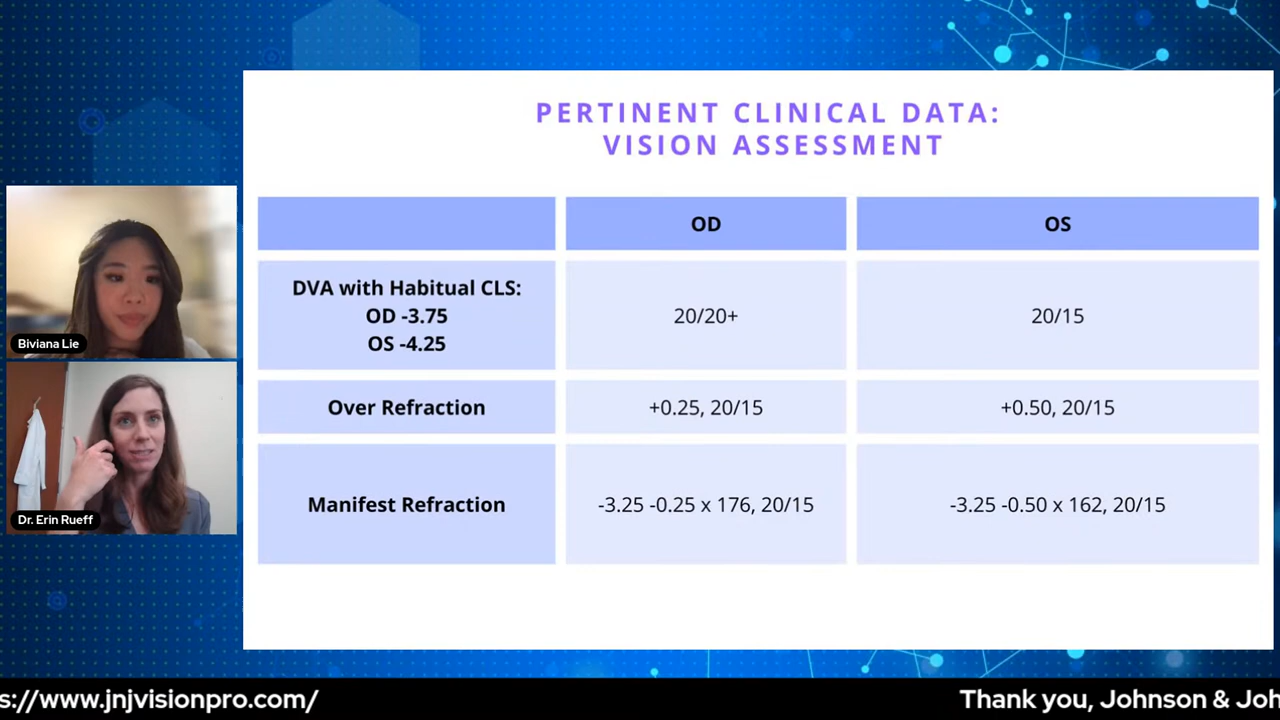 PERTINENT CLINICAL DATA:
VISION ASSESSMENT
OD
OS
DVA with Habitual CLS:
OD -3.75
OS -4.25
20/20+
20/15
Over Refraction
+0.25, 20/15
+0.50, 20/15
Manifest Refraction
-3.25 -0.25 x 176, 20/15
-3.25 -0.50 x 162, 20/15
Biviana Lie
Dr. Erin Rueff
s://www.jnjvisionpro.com/
Thank you, Johnson & Joh